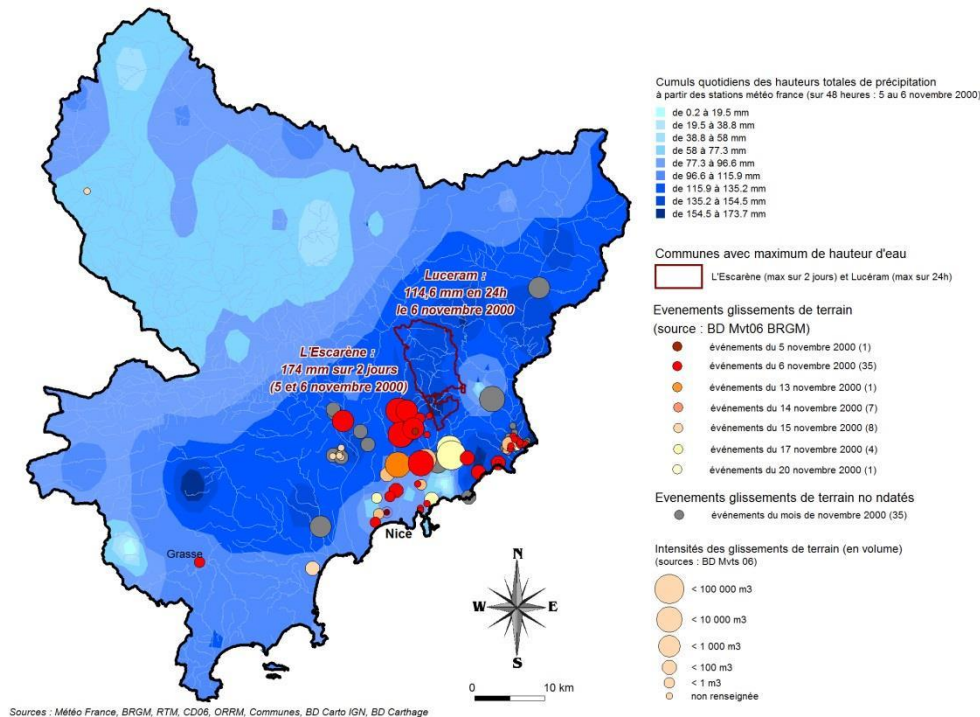 Cumuls quotidiens des hauteurs totales de précipitation
à partir des stations météo france (sur 48 heures : 5 au 6 novembre 2000)
de 0.2 à 19.5 mm
de 19.5 à 38.8 mm
de 38.8 à 58 mm
de 58 à 77.3 mm
de 77.3 à 96.6 mm
de 96.6 à 115.9 mm
de 115.9 à 135.2 mm
de 135.2 à 154.5 mm
de 154.5 à 173.7 mm
Communes avec maximum de hauteur d'eau
L'Escarène (max sur 2 jours) et Lucéram (max sur 24h)
Evenements glissements de terrain
(source : BD Mvt06 BRGM)
événements du 5 novembre 2000 (1)
événements du 6 novembre 2000 (35)
événements du 13 novembre 2000 (1)
événements du 14 novembre 2000 (7)
événements du 15 novembre 2000 (8)
événements du 17 novembre 2000 (4)
événements du 20 novembre 2000 (1)
Evenements glissements de terrain no ndatés
événements du mois de novembre 2000 (35)
Intensités des glissements de terrain (en volume)
(sources : BD Mvts 06)
< 100 000 m3
< 10 000 m3
< 1 000 m3
< 100 m3
< 1 m3
non renseignée
Luceram :
114,6 mm en 24h
le 6 novembre 2000
L'Escarène :
174 mm sur 2 jours
(5 et 6 novembre 2000)
Nice
Grasse
N
W
E
S
0
10 km
Sources : Météo France, BRGM, RTM, CD06, ORRM, Communes, BD Carto IGN, BD Carthage